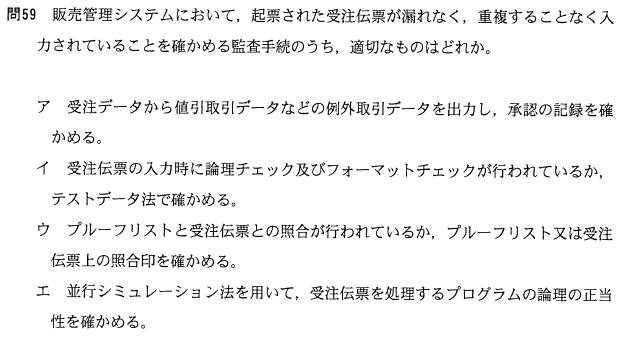 問59 販売管理システムにおいて，起票された受注伝票が漏れなく，重複することなく入
力されていることを確かめる監査手続のうち，適切なものはどれか。
ア 受注データから値引取引データなどの例外取引データを出力し，承認の記録を確
かめる。
イ 受注伝票の入力時に論理チェック及びフォーマットチェックが行われているか，
テストデータ法で確かめる。
ウ プルーフリストと受注伝票との照合が行われているか，プルーフリスト又は受注
伝票上の照合印を確かめる。
エ 並行シミュレーション法を用いて，受注伝票を処理するプログラムの論理の正当
性を確かめる。